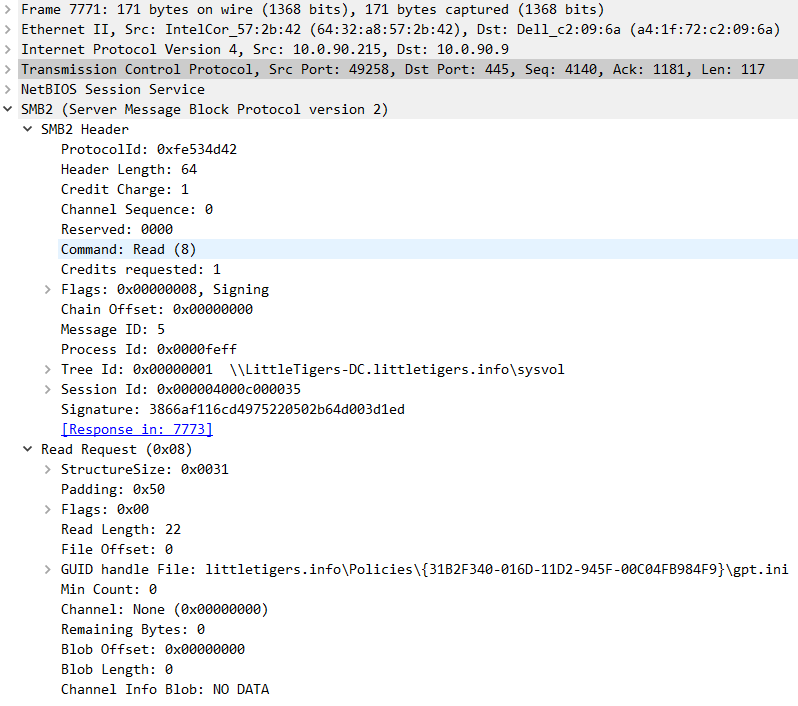 Frame 7771: 171 bytes on wire (1368 bits), 171 bytes captured (1368 bits)
Ethernet II, Src: IntelCor_57:2b:42 (64:32:a8:57:2b:42), Dst: Dell_c2:09:6a (a4:1f:72:c2:09:6a)
Internet Protocol Version 4, Src: 10.0.90.215, Dst: 10.0.90.9
Transmission Control Protocol, Src Port: 49258, Dst Port: 445, Seq: 4140, Ack: 1181, Len: 117
NetBIOS Session Service
SMB2 (Server Message Block Protocol version 2)
SMB2 Header
ProtocolId: 0xfe534d42
Header Length: 64
Credit Charge: 1
Channel Sequence: 0
Reserved: 0000
Command: Read (8)
Credits requested: 1
Flags: 0x00000008, Signing
Chain Offset: 0x00000000
Message ID: 5
Process Id: 0x0000feff
Tree Id: 0x00000001  \\LittleTigers-DC.littletigers.info\sysvol
Session Id: 0x000004000c000035
Signature: 3866af116cd4975220502b64d003d1ed
[Response in: 7773]
Read Request (0x08)
StructureSize: 0x0031
Padding: 0x50
Flags: 0x00
Read Length: 22
File Offset: 0
GUID handle File: littletigers.info\Policies\{31B2F340-016D-11D2-945F-00C04FB984F9}\gpt.ini
Min Count: 0
Channel: None (0x00000000)
Remaining Bytes: 0
Blob Offset: 0x00000000
Blob Length: 0
Channel Info Blob: NO DATA